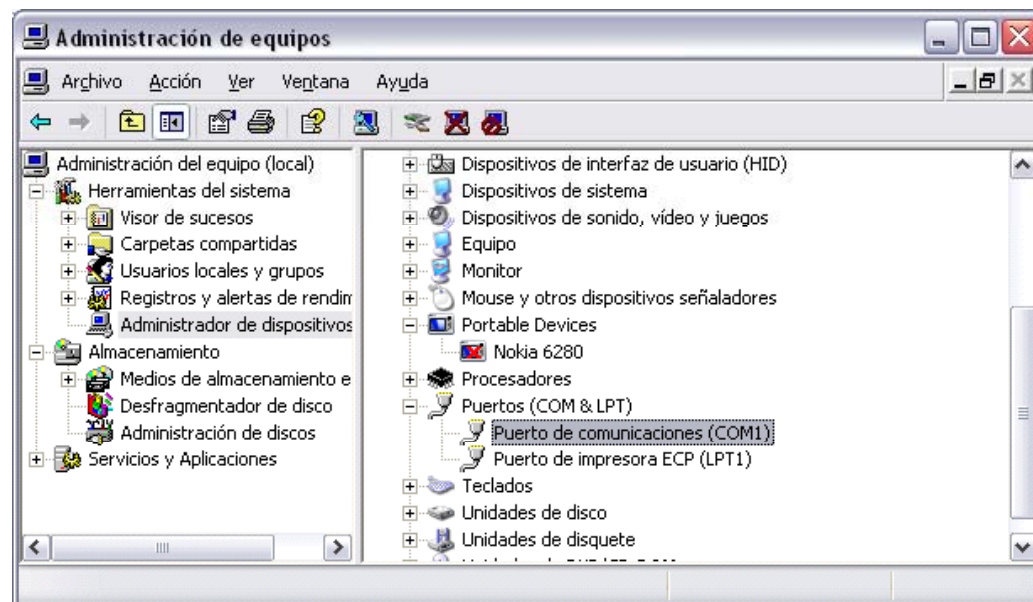 Administración de equipos
Archivo Acción Ver Ventana Ayuda
Administración del equipo (local)
Herramientas del sistema
Visor de sucesos
Carpetas compartidas
Usuarios locales y grupos
Registros y alertas de rendim
Administrador de dispositivos
Almacenamiento
Medios de almacenamiento e
Desfragmentador de disco
Administración de discos
Servicios y Aplicaciones
Dispositivos de interfaz de usuario (HID)
Dispositivos de sistema
Dispositivos de sonido, vídeo y juegos
Equipo
Monitor
Mouse y otros dispositivos señaladores
Portable Devices
Nokia 6280
Procesadores
Puertos (COM & LPT)
Puerto de comunicaciones (COM1)
Puerto de impresora ECP (LPT1)
Teclados
Unidades de disco
Unidades de disquete